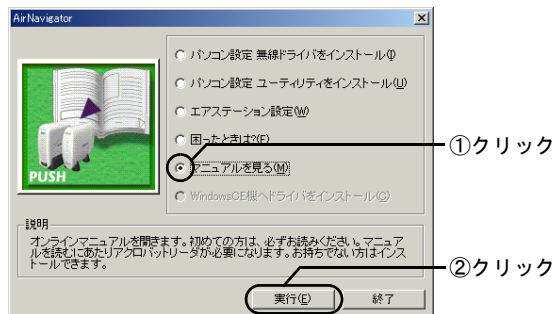 AirNavigator
パソコン設定 無線ドライバをインストール(I)
パソコン設定 ユーティリティをインストール(U)
エアステーション設定(W)
困ったときは?(F)
①クリック
マニュアルを見る(M)
WindowsCE機へドライバをインストール(C)
PUSH
説明
オンラインマニュアルを開きます。初めての方は、必ずお読みください。マニュア
ルを読むにあたりアクロバットリーダが必要になります。お持ちでない方はインス
トールできます。
②クリック
実行(E)
終了